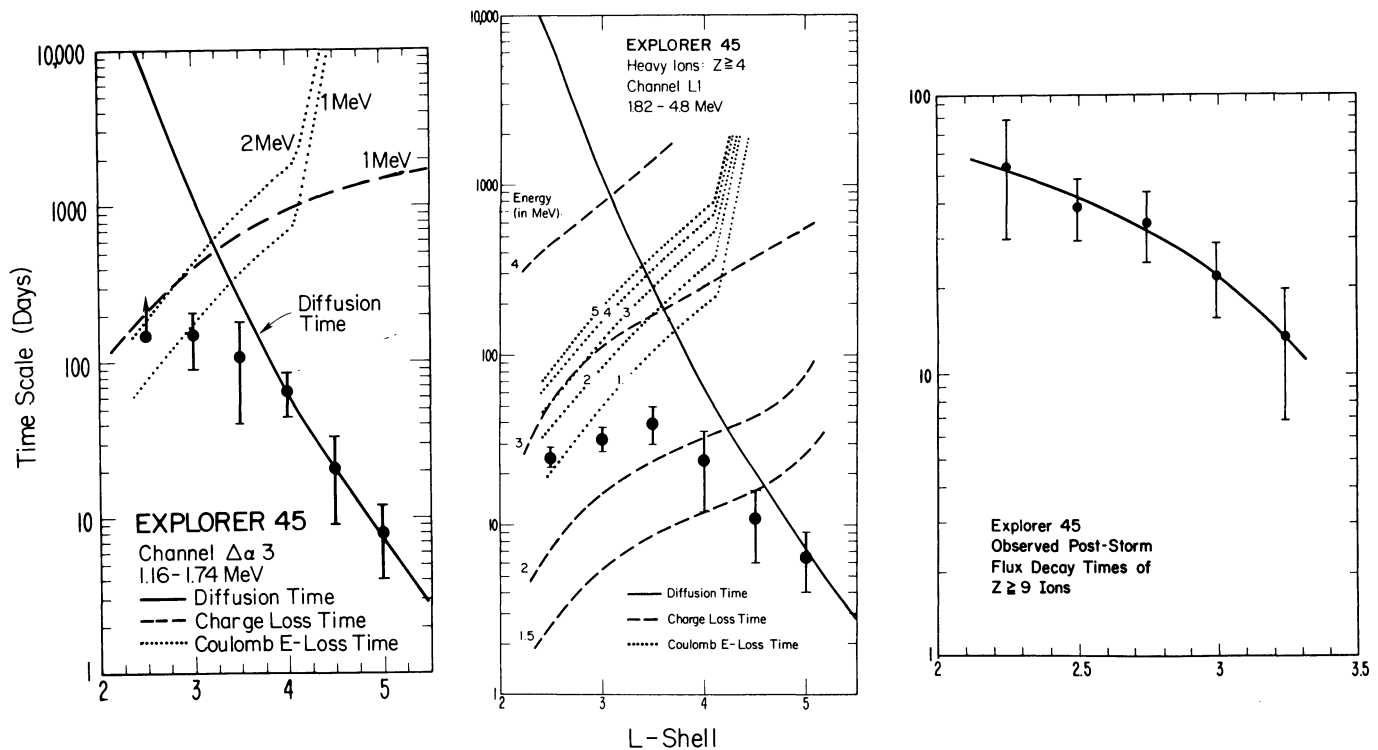 10,000
1000
100
10
1
Time Scale (Days)
1MeV
2MeV
1MeV
Diffusion
Time
EXPLORER 45
Channel Δα 3
1.16-1.74 MeV
Diffusion Time
Charge Loss Time
Coulomb E-Loss Time
2 3 4 5
10,000
1000
100
10
1
EXPLORER 45
Heavy Ions: Z≧4
Channel L1
1.82 - 4.8 MeV
Energy
(in MeV)
4
5 4 3
2 1.
3
2
1.5
Diffusion Time
Charge Loss Time
Coulomb E-Loss Time
2 3 4 5
L-Shell
100
10
1
Explorer 45
Observed Post-Storm
Flux Decay Times of
Z ≧ 9 Ions
2 2.5 3 3.5